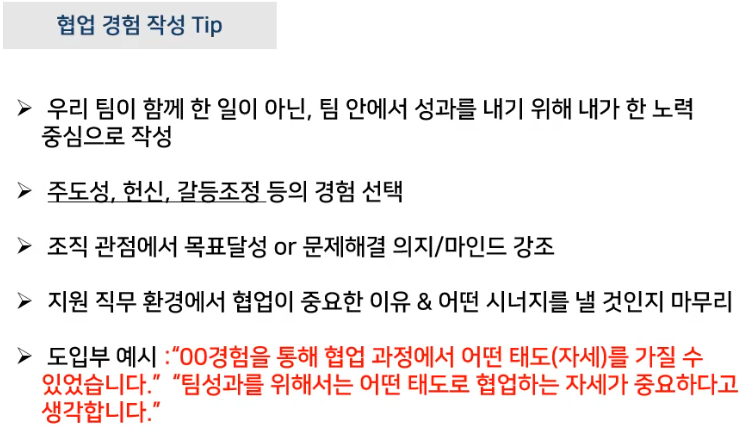 협업 경험 작성 Tip
➢ 우리 팀이 함께 한 일이 아닌, 팀 안에서 성과를 내기 위해 내가 한 노력
중심으로 작성
➢ 주도성, 헌신, 갈등조정 등의 경험 선택
➢ 조직 관점에서 목표달성 or 문제해결 의지/마인드 강조
➢ 지원 직무 환경에서 협업이 중요한 이유 & 어떤 시너지를 낼 것인지 마무리
➢ 도입부 예시 :“00경험을 통해 협업 과정에서 어떤 태도(자세)를 가질 수
있었습니다.” “팀성과를 위해서는 어떤 태도로 협업하는 자세가 중요하다고
생각합니다.”